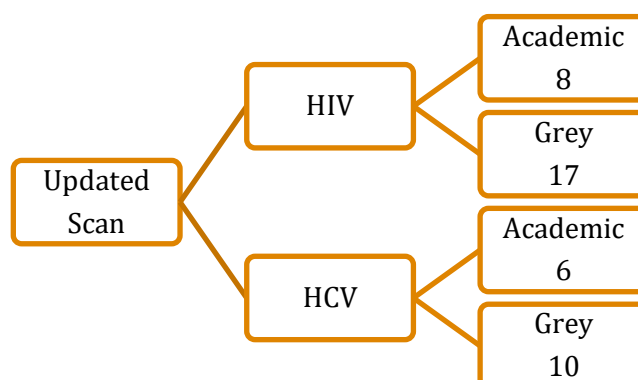 Updated
Scan
HIV
Academic
8
Grey
17
HCV
Academic
6
Grey
10